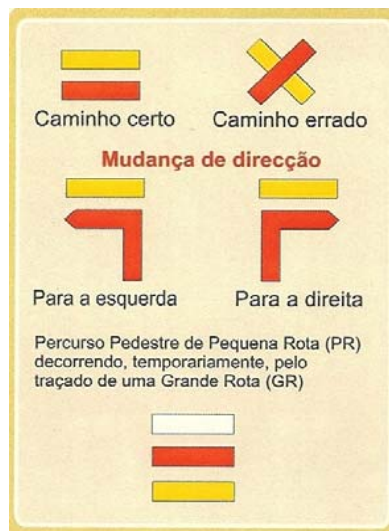 Caminho certo
Caminho errado
Mudança de direcção
Para a esquerda
Para a direita
Percurso Pedestre de Pequena Rota (PR)
decorrendo, temporariamente, pelo
traçado de uma Grande Rota (GR)